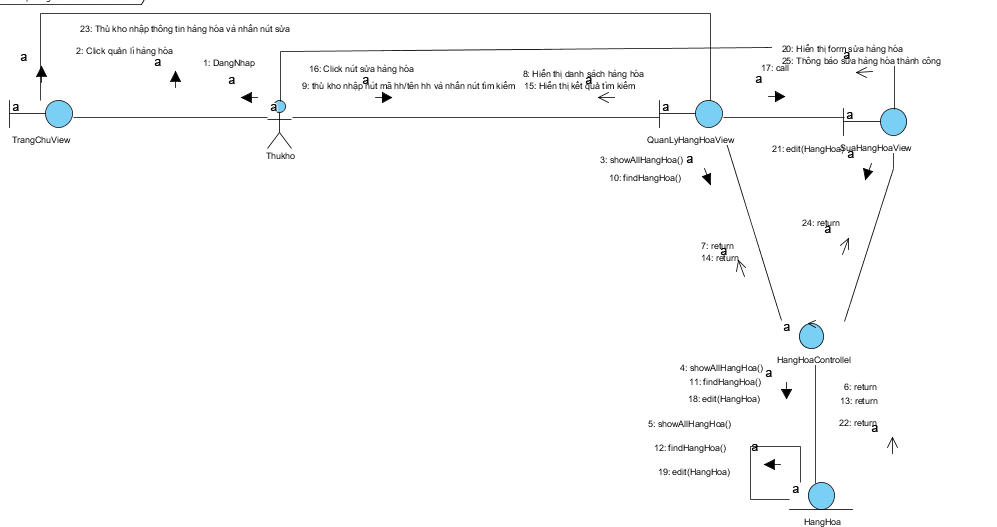 23: Thủ kho nhập thông tin hàng hóa và nhấn nút sửa
2: Click quản lí hàng hóa
1: DangNhap
16: Click nút sửa hàng hóa
9: thủ kho nhập nút mã hh/tên hh và nhấn nút tìm kiếm
8: Hiển thị danh sách hàng hóa
15: Hiển thị kết quả tìm kiếm
17: call
20: Hiển thị form sửa hàng hóa
25: Thông báo sửa hàng hóa thành công
a
a
a
a
a
a
a
a
a
a
a
TrangChuView
Thukho
QuanLyHangHoaView
SuaHangHoaView
21: edit(HangHoa)
a
3: showAllHangHoa() a
10: findHangHoa()
24: return
a
7: return
a
14: return
a
HangHoaControllel
4: showAllHangHoa()
a
11: findHangHoa()
18: edit(HangHoa)
6: return
13: return
22: return
a
5: showAllHangHoa()
12: findHangHoa()
a
19: edit(HangHoa)
a
HangHoa